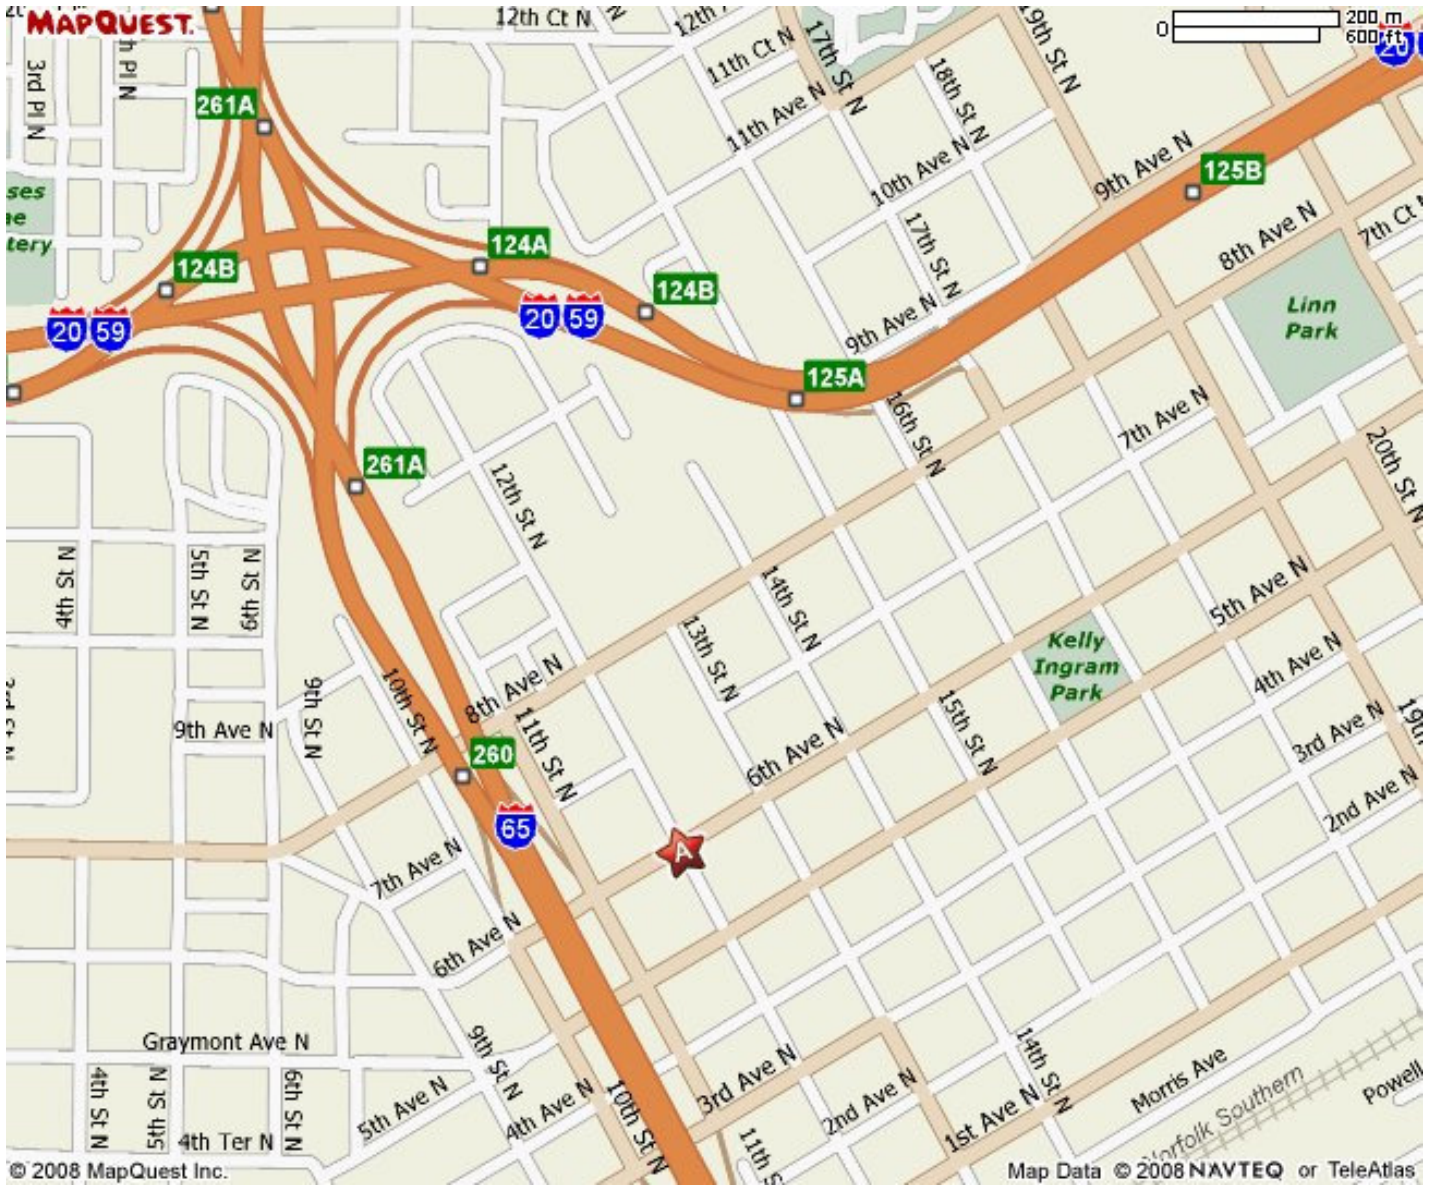 MAPQUEST.
12th Ct N
17th St N
19th St N
0
200 m
600 ft
20
3rd Pl N
11th Ct N
18th St N
261A
11th Ave N
9th Ave N
125B
10th Ave N
8th Ave N
7th Ct N
17th St N
124A
124B
124B
Linn
Park
20
59
20
59
9th Ave N
125A
16th St N
7th Ave N
20th St N
261A
12th St N
4th St N
5th St N
6th St N
14th St N
5th Ave N
Kelly
Ingram
Park
13th St N
4th Ave N
8th Ave N
10th St N
9th St N
15th St N
3rd Ave N
9th Ave N
11th St N
6th Ave N
260
2nd Ave N
65
A
7th Ave N
6th Ave N
Graymont Ave N
9th St N
14th St N
Morris Ave
4th St N
5th St N
6th St N
5th Ave N
4th Ave N
10th St N
3rd Ave N
2nd Ave N
1st Ave N
Norfolk Southern
Powell
4th Ter N
11th S
© 2008 MapQuest Inc.
Map Data © 2008 NAVTEQ or TeleAtlas